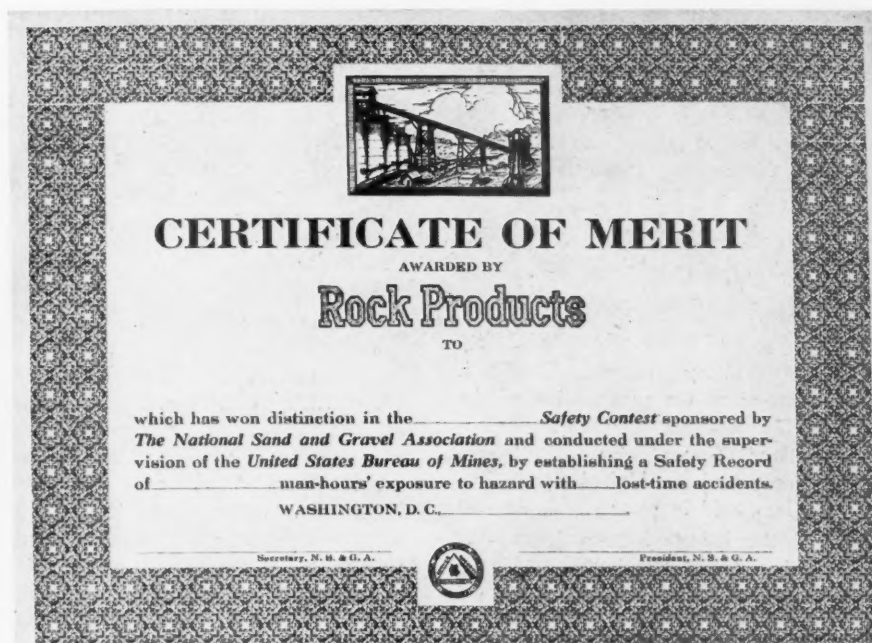 CERTIFICATE OF MERIT
AWARDED BY
Rock Products
TO
which has won distinction in the Safety Contest sponsored by
The National Sand and Gravel Association and conducted under the super-
vision of the United States Bureau of Mines, by establishing a Safety Record
of man-hours' exposure to hazard with lost-time accidents.
WASHINGTON, D. C.,
Secretary, N. S. & G. A. President, N. S. & G. A.